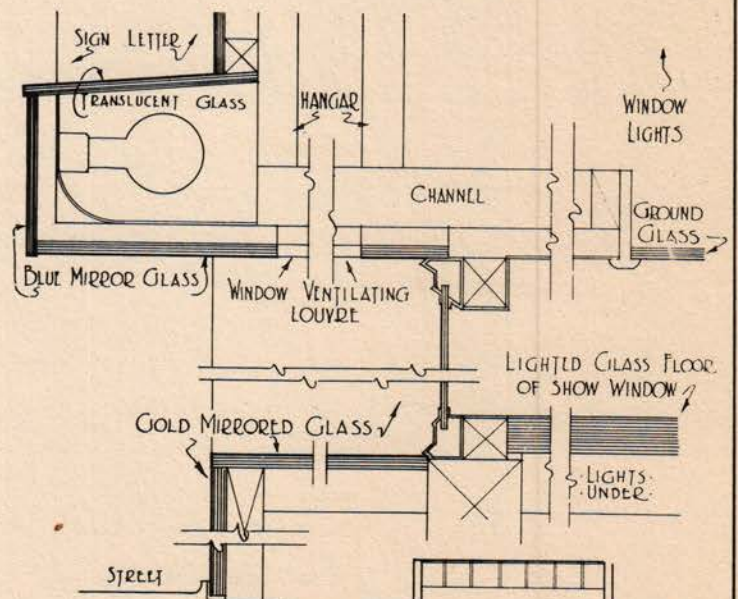 SIGN LETTER
TRANSLUCENT GLASS
HANGAR
WINDOW
LIGHTS
CHANNEL
GROUND
GLASS
BLUE MIRROR GLASS
WINDOW VENTILATING
LOUVRE
LIGHTED GLASS FLOOR
OF SHOW WINDOW
GOLD MIRRORED GLASS
·LIGHTS·
·UNDER·
STREET